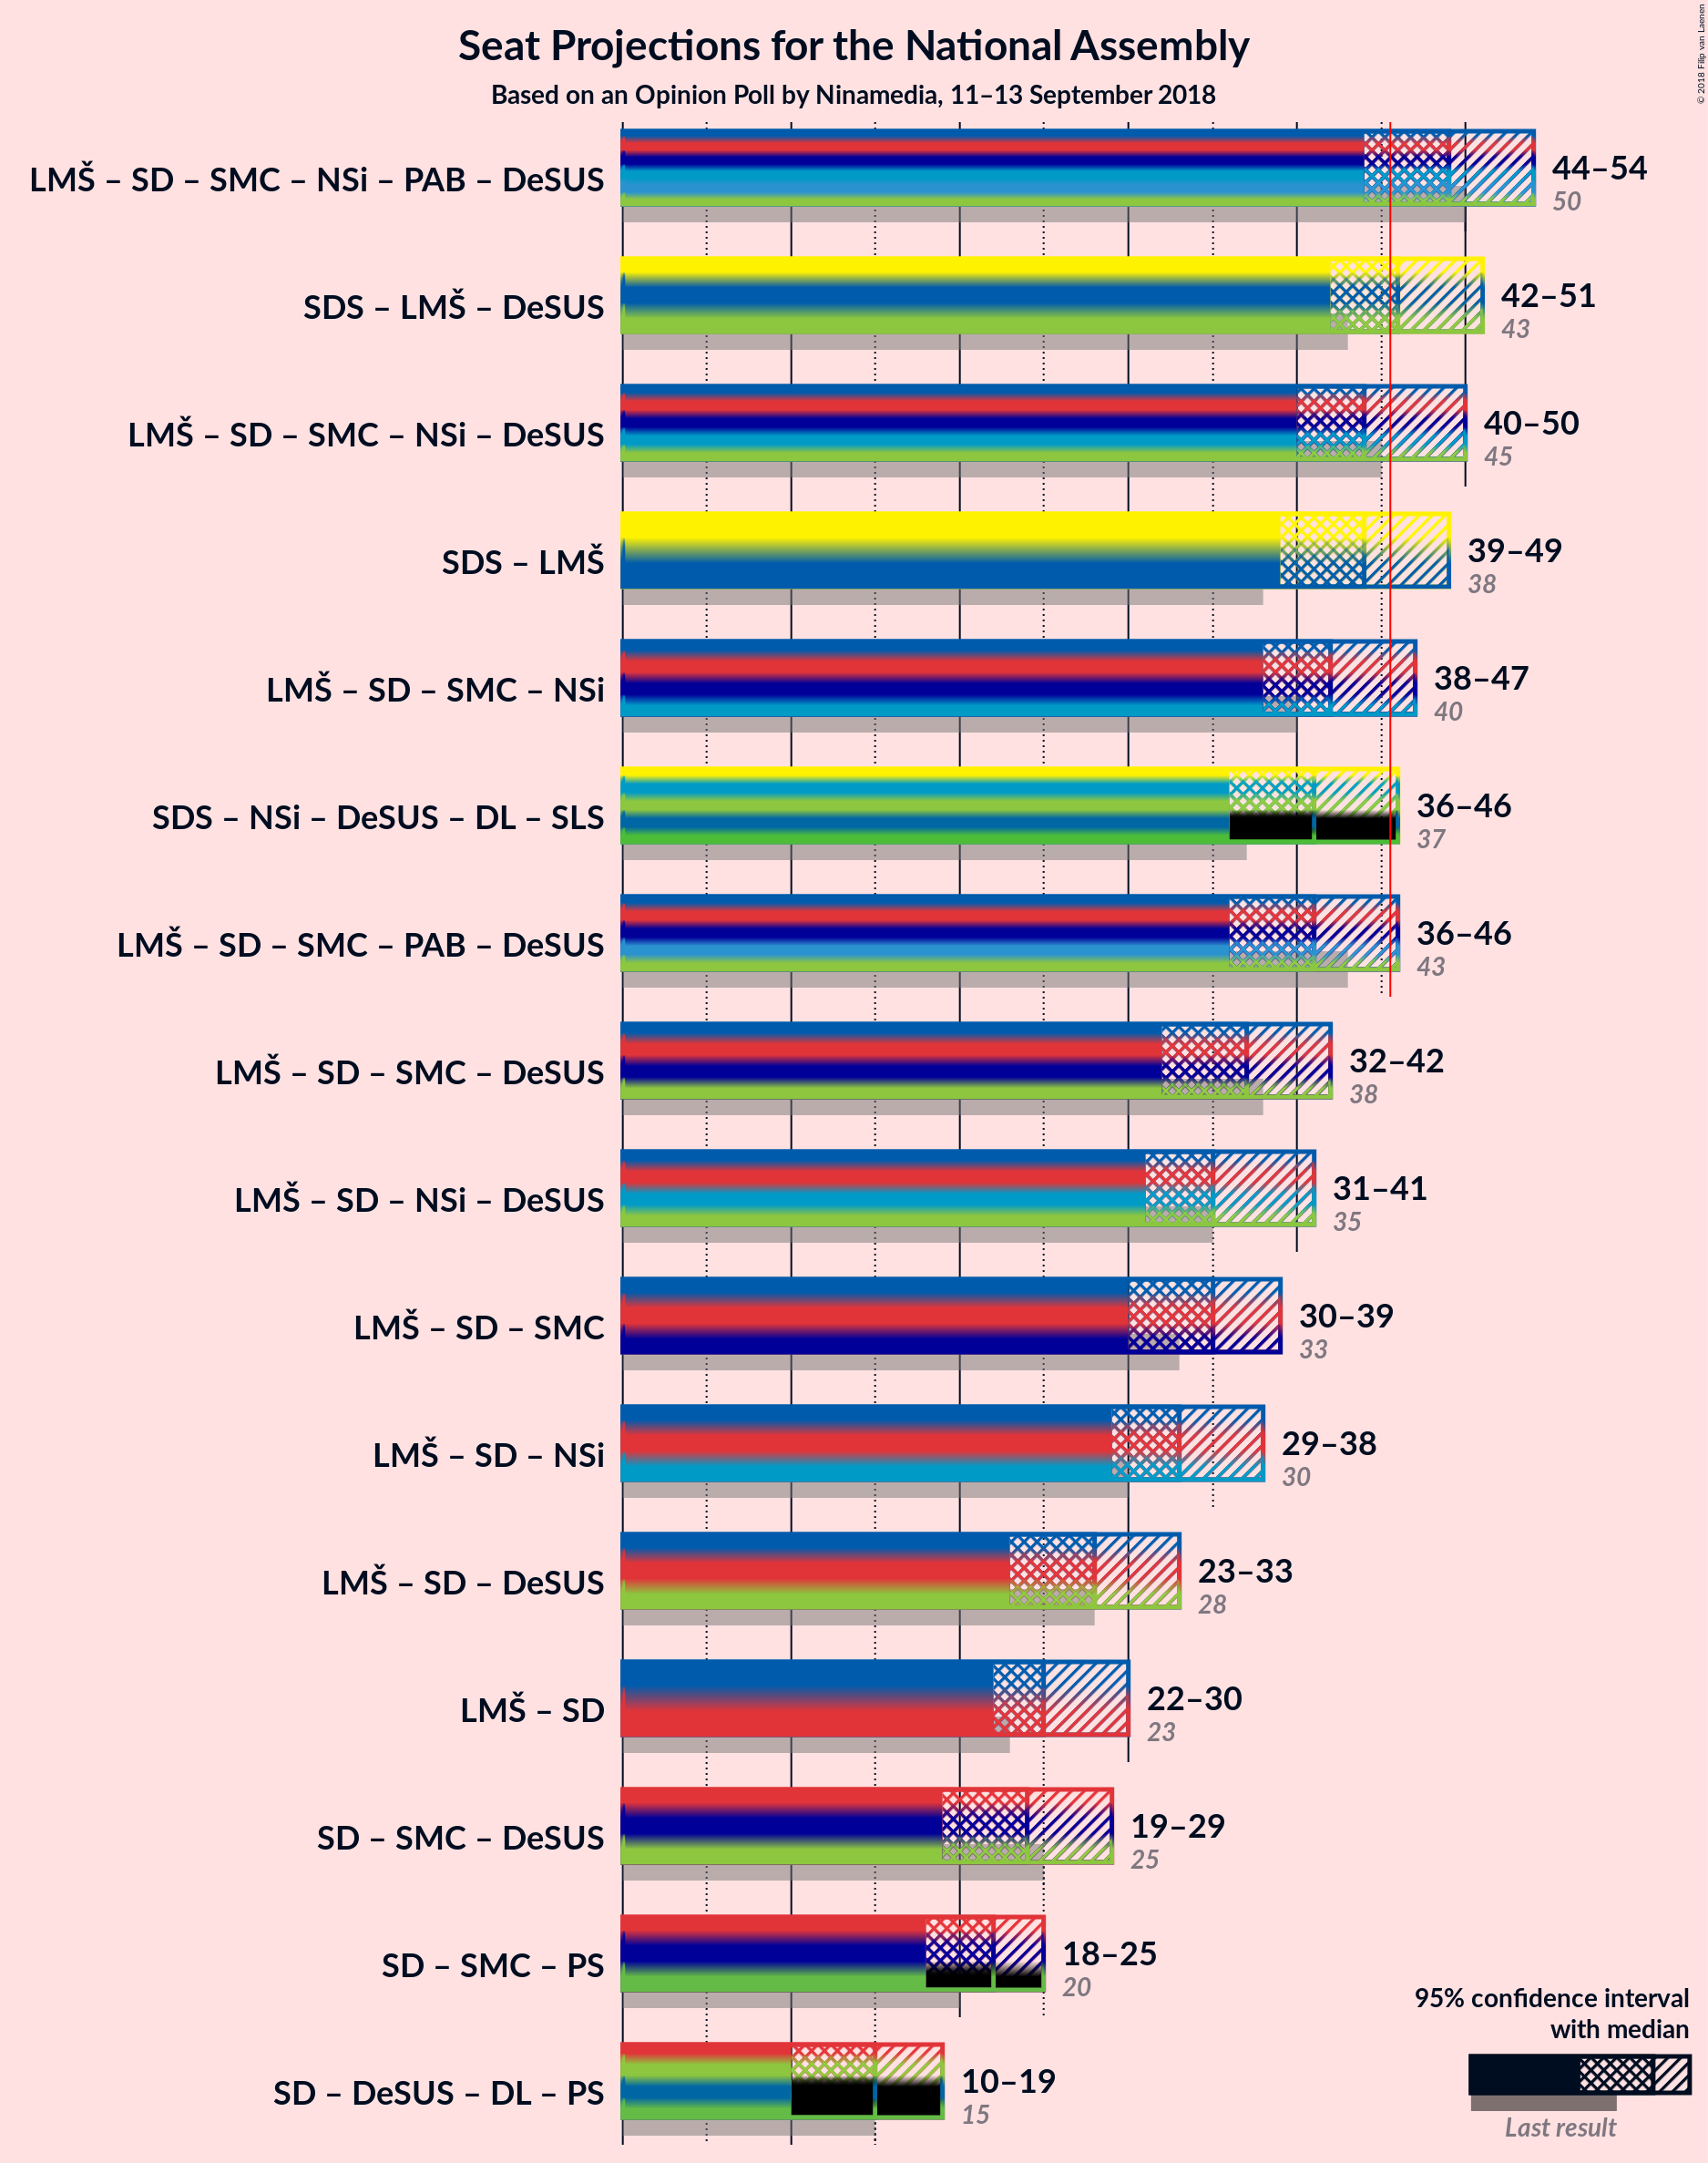 Seat Projections for the National Assembly
Based on an Opinion Poll by Ninamedia, 11–13 September 2018
© 2018 Filip van Laenen
LMŠ – SD – SMC – NSi – PAB – DeSUS
44–54
50
SDS – LMŠ – DeSUS
42–51
43
LMŠ – SD – SMC – NSi – DeSUS
40–50
45
SDS – LMŠ
39–49
38
LMŠ – SD – SMC – NSi
38–47
40
SDS – NSi – DeSUS – DL – SLS
36–46
37
LMŠ – SD – SMC – PAB – DeSUS
36–46
43
LMŠ – SD – SMC – DeSUS
32–42
38
LMŠ – SD – NSi – DeSUS
31–41
35
LMŠ – SD – SMC
30–39
33
LMŠ – SD – NSi
29–38
30
LMŠ – SD – DeSUS
23–33
28
LMŠ – SD
22–30
23
SD – SMC – DeSUS
19–29
25
SD – SMC – PS
18–25
20
SD – DeSUS – DL – PS
10–19
15
95% confidence interval
with median
Last result